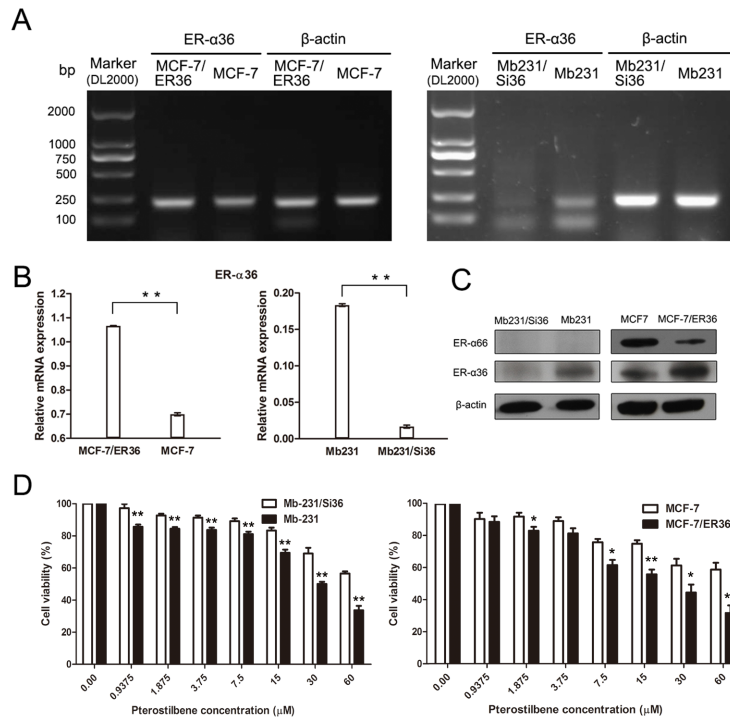 A
ER-α36 β-actin
Marker (DL2000) MCF-7/ER36 MCF-7 MCF-7/ER36 MCF-7
bp
2000
1000
750
500
250
100
ER-α36 β-actin
Marker (DL2000) Mb231/Si36 Mb231 Mb231/Si36 Mb231
B
ER-α36
Relative mRNA expression
1.2
1.1
1.0
0.9
0.8
0.7
0.6
* *
MCF-7/ER36 MCF-7
Relative mRNA expression
0.20
0.15
0.10
0.05
0.00
* *
Mb231 Mb231/Si36
C
Mb231/Si36 Mb231 MCF7 MCF-7/ER36
ER-α66
ER-α36
β-actin
D
Cell viability (%)
100
80
60
40
20
0
Mb-231/Si36
Mb-231
** ** ** ** ** ** **
0.00 0.9375 1.875 3.75 7.5 15 30 60
Pterostilbene concentration (μM)
Cell viability (%)
100
80
60
40
20
0
MCF-7
MCF-7/ER36
* * ** * *
0.00 0.9375 1.875 3.75 7.5 15 30 60
Pterostilbene concentration (μM)